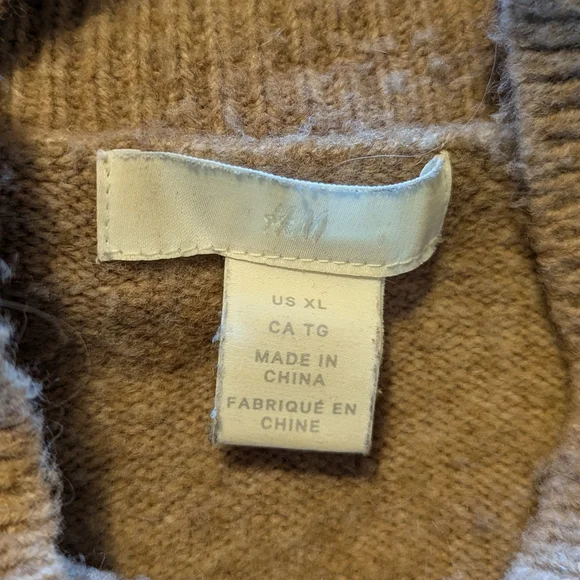 H&M
US XL
CA TG
MADE IN
CHINA
FABRIQUÉ EN
CHINE